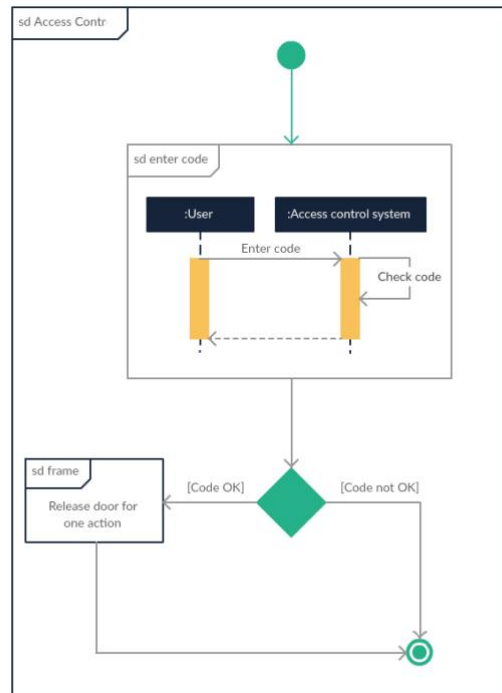 sd Access Contr
sd enter code
:User
:Access control system
Enter code
Check code
sd frame
[Code OK]
[Code not OK]
Release door for
one action